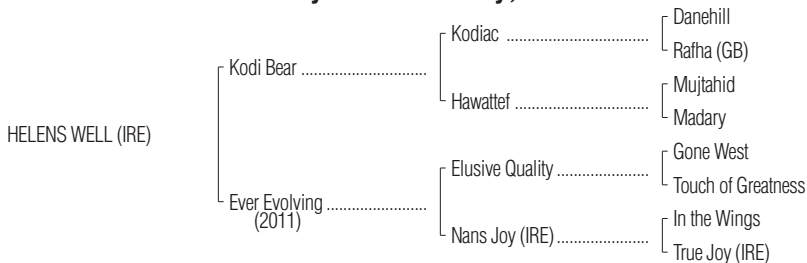 Danehill
Kodiac ........................................
Rafha (GB)
Kodi Bear ...........................
Mujtahid
Hawattef ......................................
Madary
HELENS WELL (IRE)
Gone West
Elusive Quality .........................
Touch of Greatness
Ever Evolving ...........................
(2011)
In the Wings
Nans Joy (IRE) .........................
True Joy (IRE)